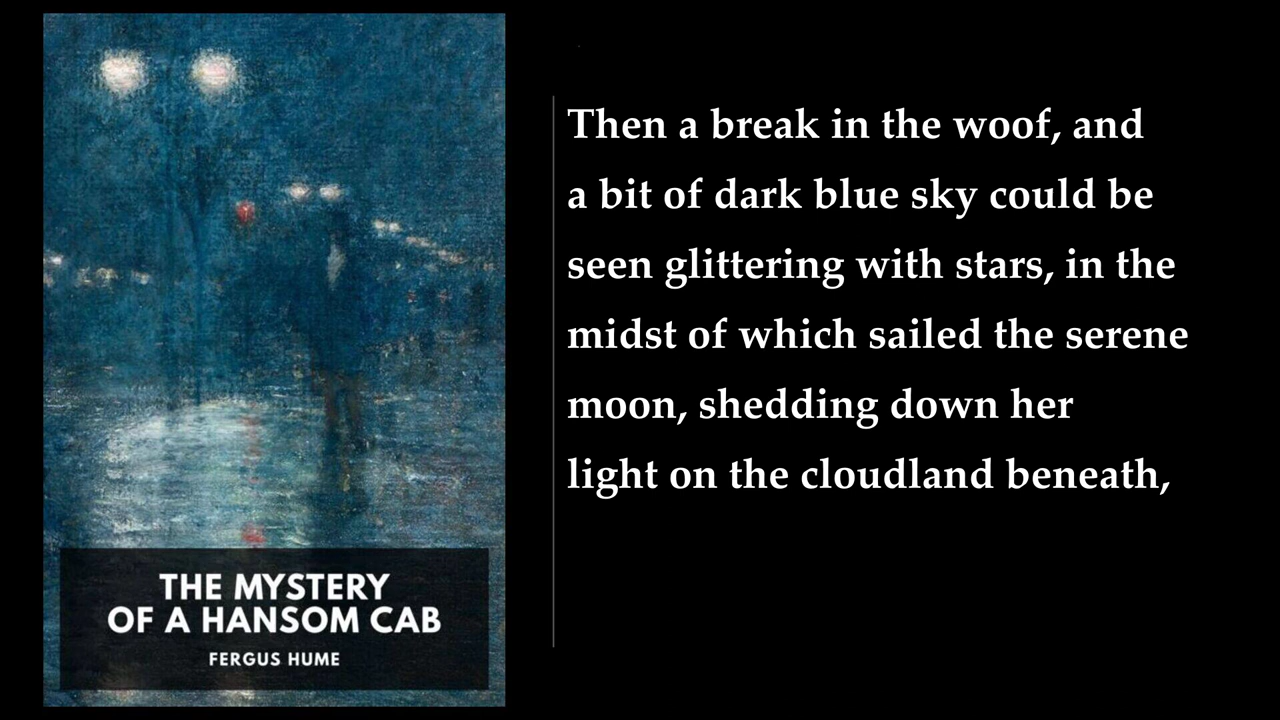 THE MYSTERY
OF A HANSOM CAB
FERGUS HUME
Then a break in the woof, and
a bit of dark blue sky could be
seen glittering with stars, in the
midst of which sailed the serene
moon, shedding down her
light on the cloudland beneath,